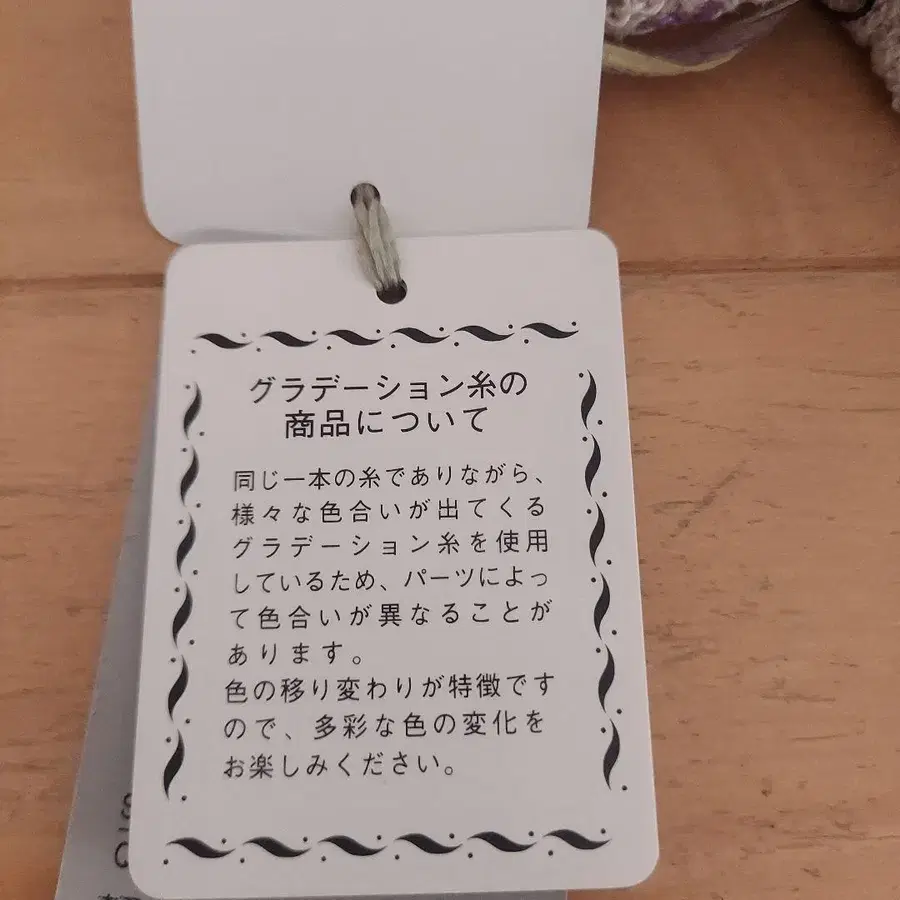 グラデーション糸の
商品について
同じ一本の糸でありながら、
様々な色合いが出てくる
グラデーション糸を使用
しているため、パーツによっ
て色合いが異なることが
あります。
色の移り変わりが特徴です
ので、多彩な色の変化を
お楽しみください。